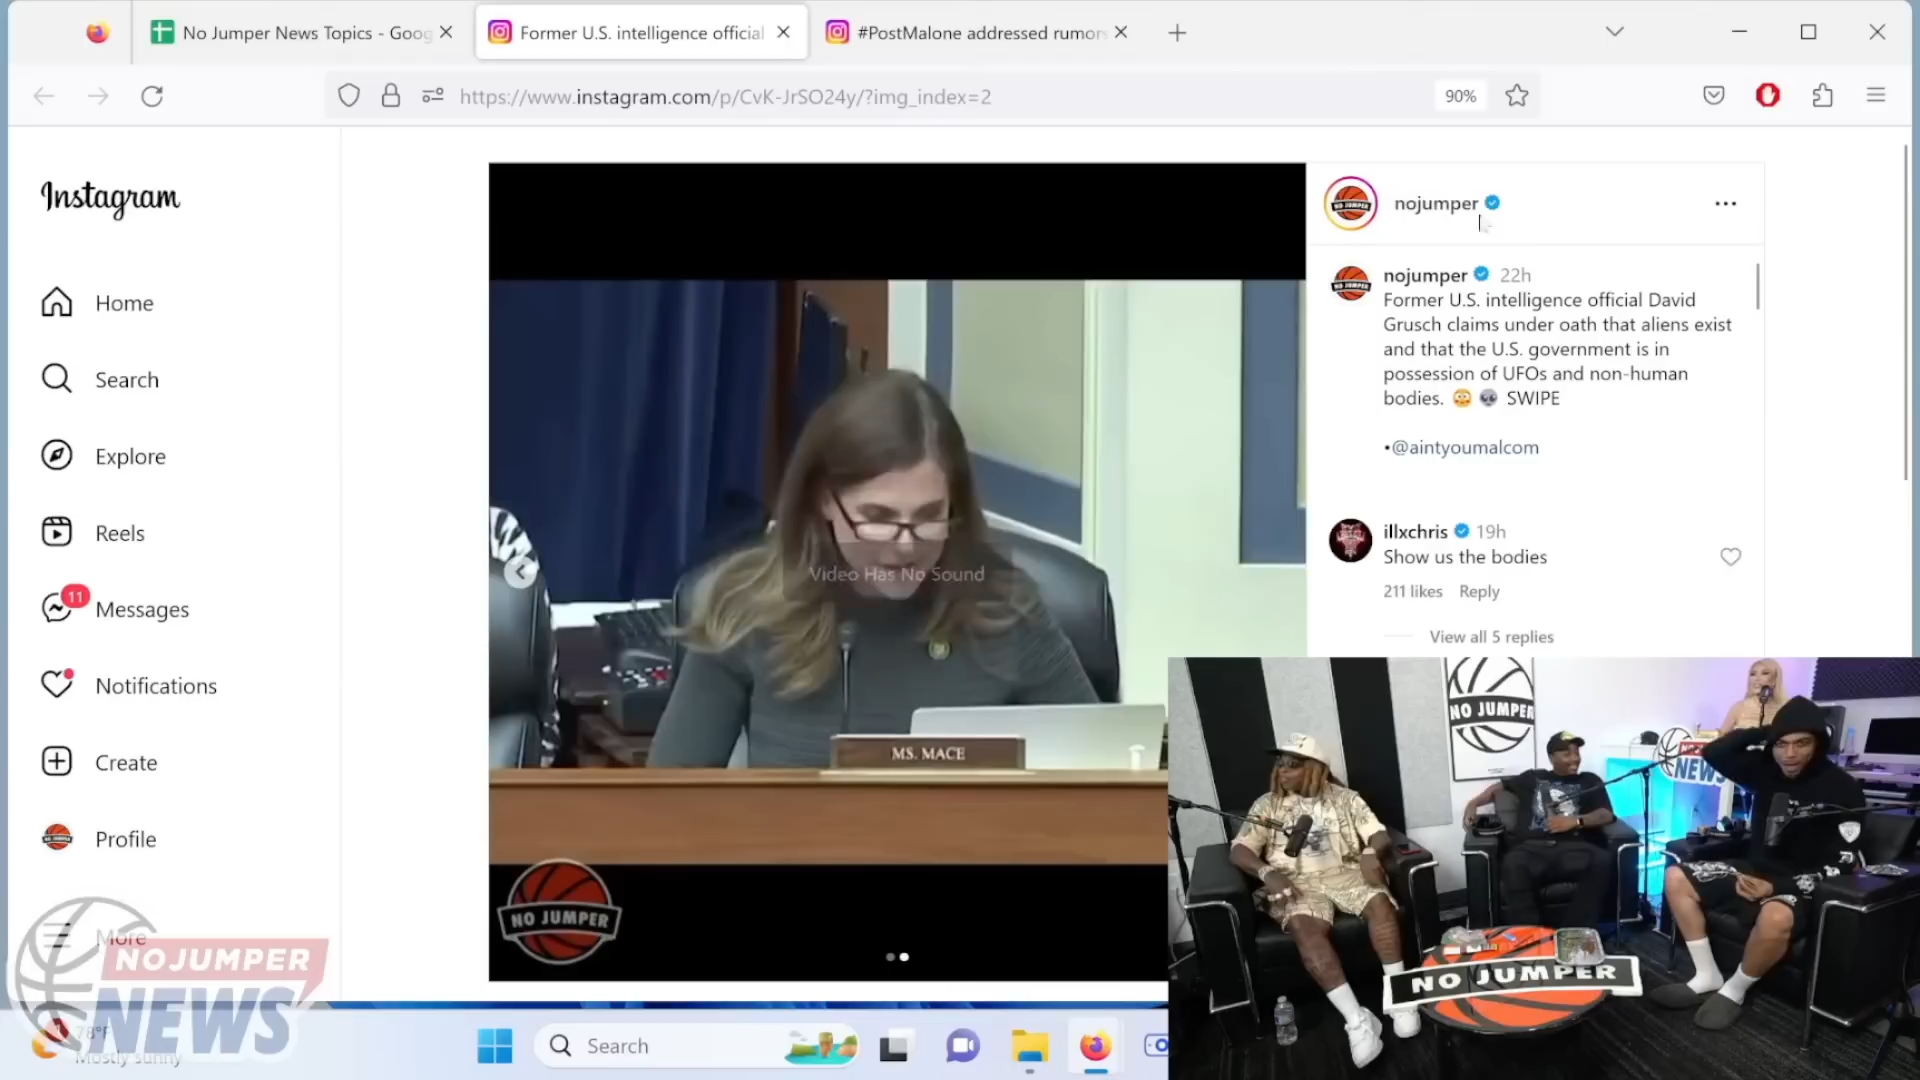 No Jumper News Topics - Goog
Former U.S. intelligence official
#PostMalone addressed rumor
https://www.instagram.com/p/CvK-JrSO24y/?img_index=2
90%
Instagram
Home
Search
Explore
Reels
11
Messages
Notifications
Create
Profile
More
Video Has No Sound
MS. MACE
NO JUMPER
nojumper
nojumper 22h
Former U.S. intelligence official David
Grusch claims under oath that aliens exist
and that the U.S. government is in
possession of UFOs and non-human
bodies. 😳 👽 SWIPE
•@aintyoumalcom
illxchris 19h
Show us the bodies
211 likes Reply
View all 5 replies
NO JUMPER
NEWS
NO JUMPER
NOJUMPER
NEWS
78°F
Mostly sunny
Search